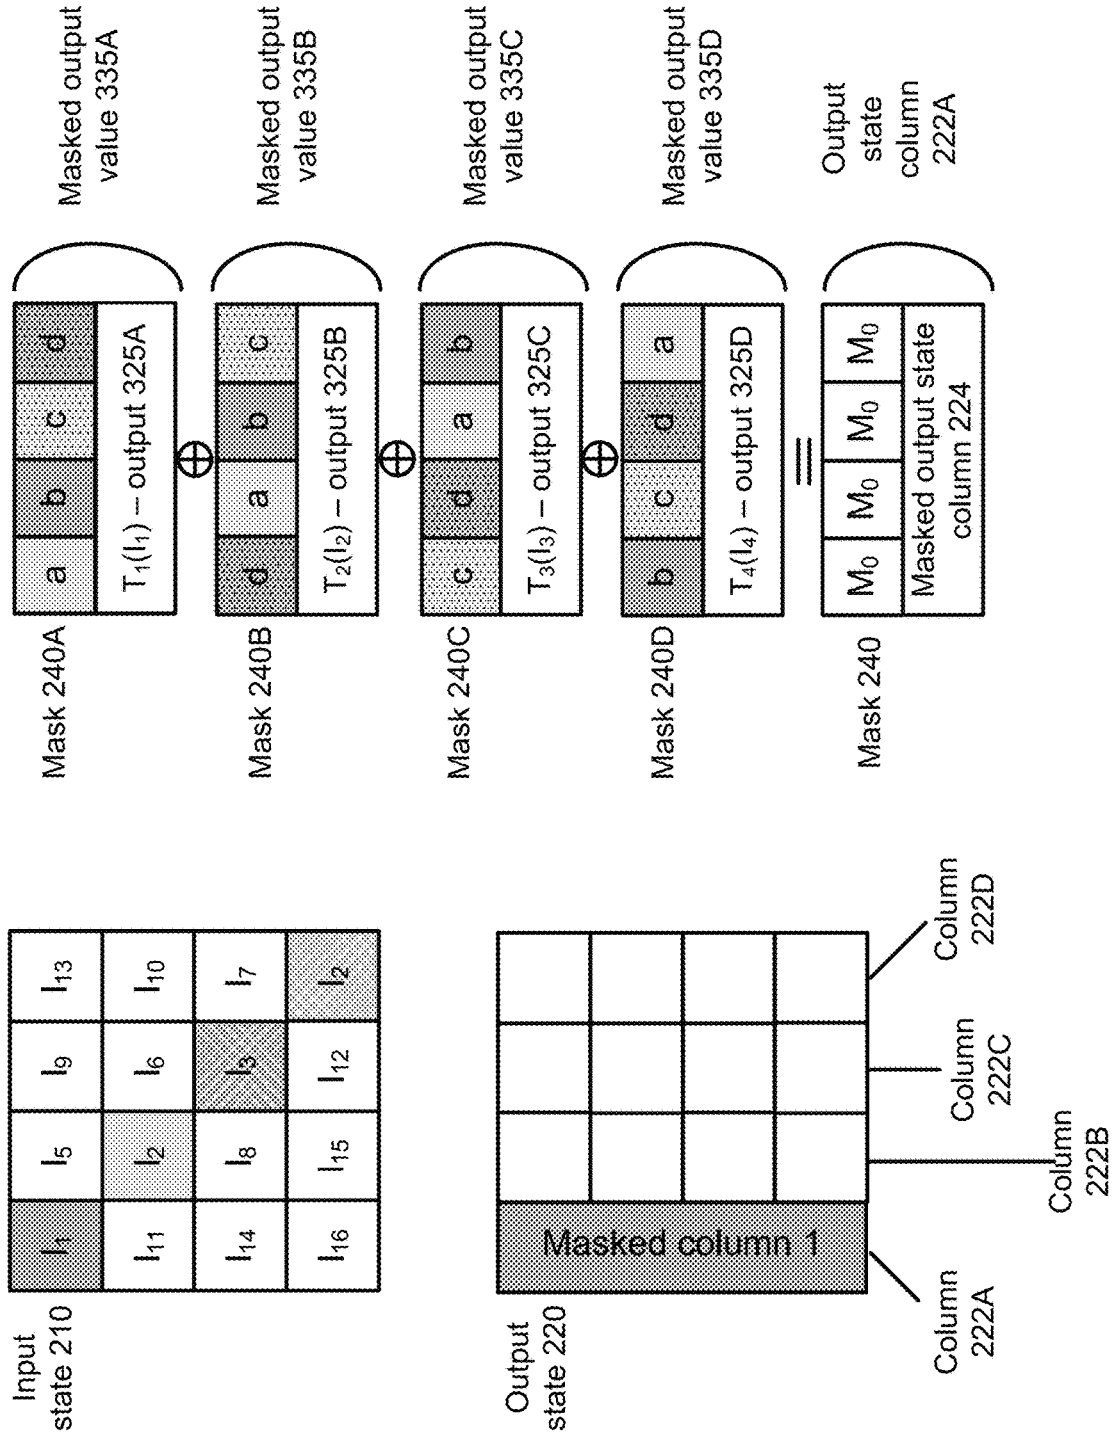 Input
state 210
I1 I5 I9 I13
I11 I2 I6 I10
I14 I8 I3 I7
I16 I15 I12 I2
Output
state 220
Masked column 1
Column
222A
Column
222B
Column
222C
Column
222D
Mask 240A
a b c d
T1(I1) – output 325A
Masked output
value 335A
⊕
Mask 240B
d a b c
T2(I2) – output 325B
Masked output
value 335B
⊕
Mask 240C
c d a b
T3(I3) – output 325C
Masked output
value 335C
⊕
Mask 240D
b c d a
T4(I4) – output 325D
Masked output
value 335D
=
Mask 240
M0 M0 M0 M0
Masked output state
column 224
Output
state
column
222A